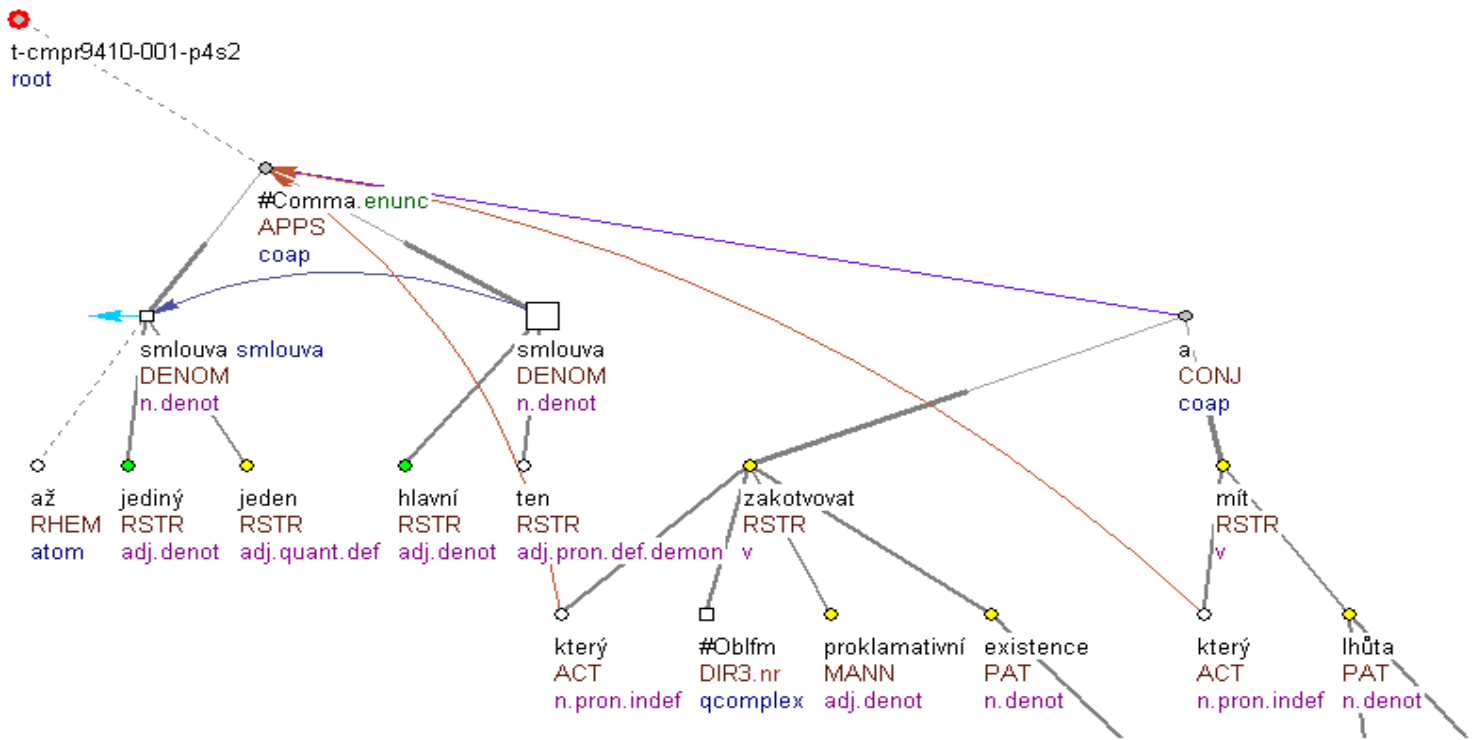 t-cmpr9410-001-p4s2
root
#Comma.enunc
APPS
coap
smlouva smlouva
DENOM
n.denot
smlouva
DENOM
n.denot
a
CONJ
coap
až
RHEM
atom
jediný
RSTR
adj.denot
jeden
RSTR
adj.quant.def
hlavní
RSTR
adj.denot
ten
RSTR
adj.pron.def.demon
zakotvovat
RSTR
v
mít
RSTR
v
který
ACT
n.pron.indef
#Oblfm
DIR3.nr
qcomplex
proklamativní
MANN
adj.denot
existence
PAT
n.denot
který
ACT
n.pron.indef
lhůta
PAT
n.denot